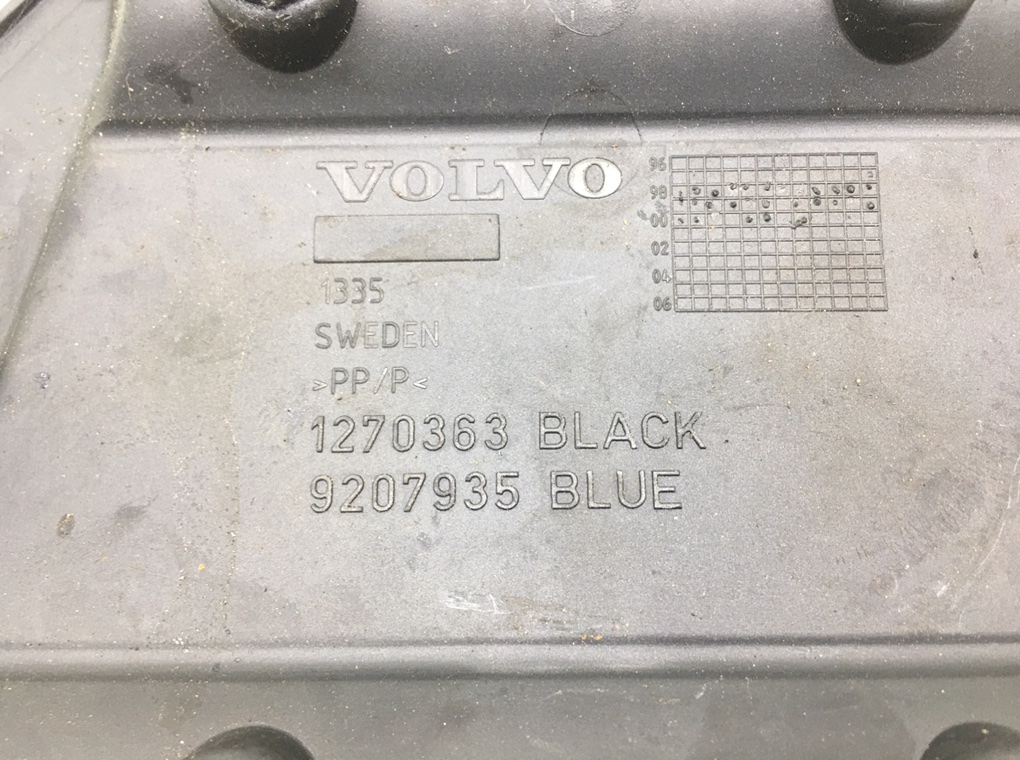 VOLVO
1335
SWEDEN
>PP/P<
1270363 BLACK
9207935 BLUE
96
98
00
02
04
06